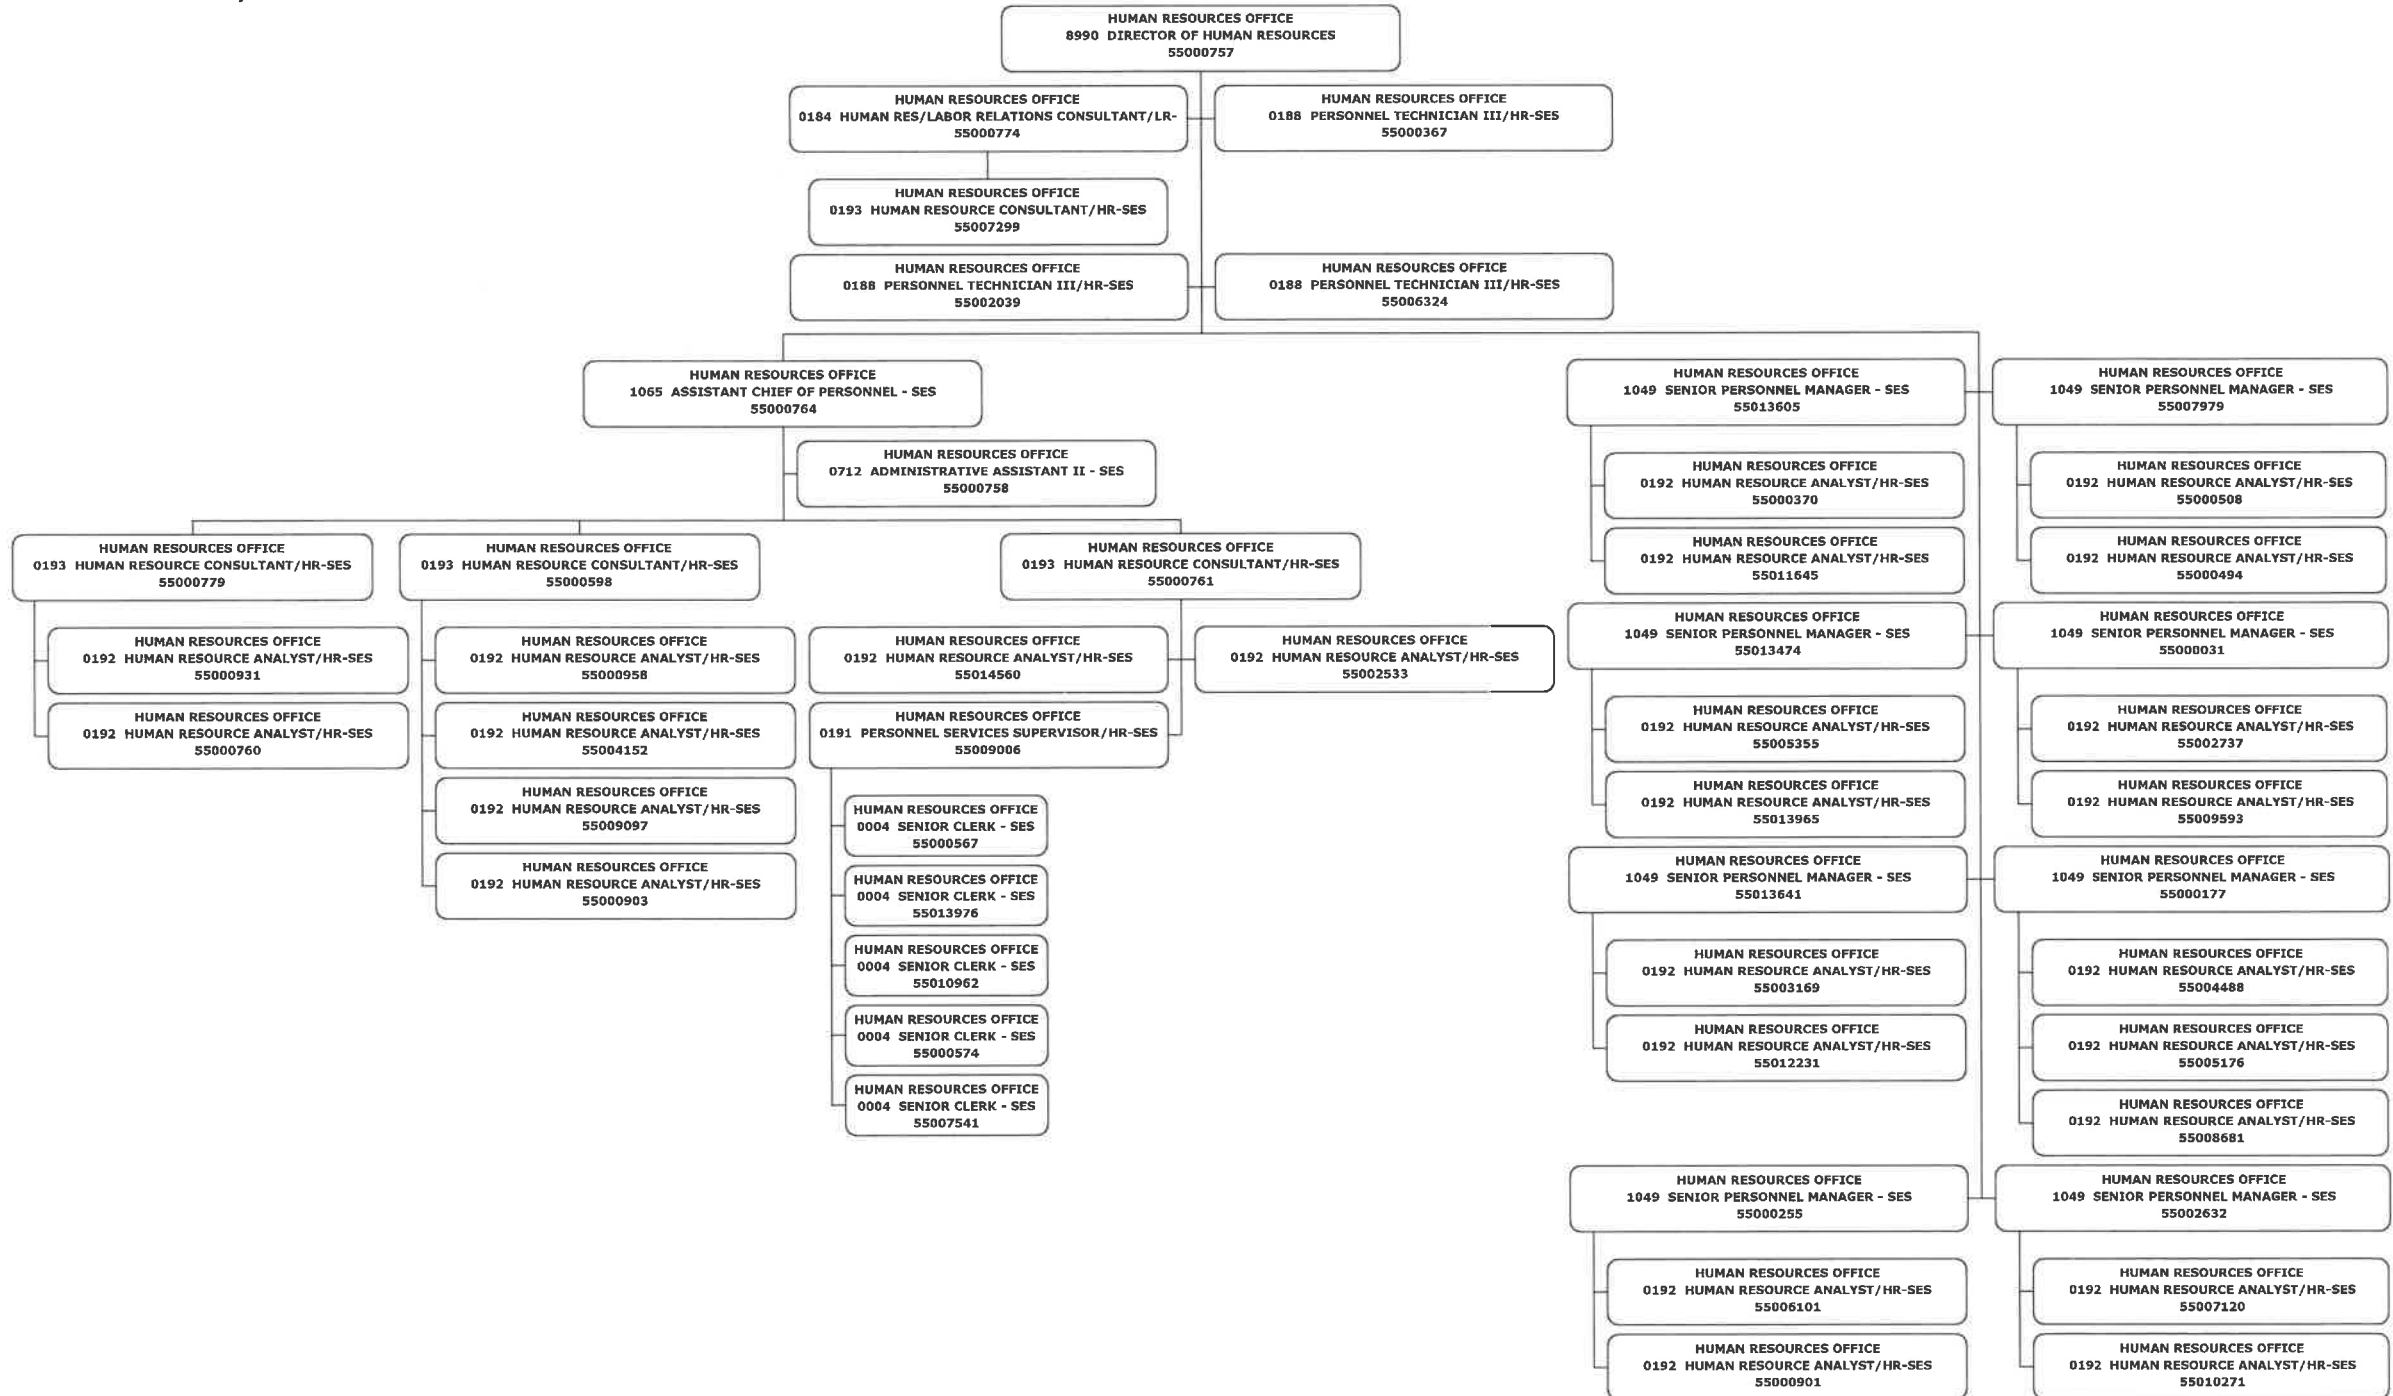 HUMAN RESOURCES OFFICE
8990 DIRECTOR OF HUMAN RESOURCES
55000757
HUMAN RESOURCES OFFICE
0184 HUMAN RES/LABOR RELATIONS CONSULTANT/LR-
55000774
HUMAN RESOURCES OFFICE
0188 PERSONNEL TECHNICIAN III/HR-SES
55000367
HUMAN RESOURCES OFFICE
0193 HUMAN RESOURCE CONSULTANT/HR-SES
55007299
HUMAN RESOURCES OFFICE
0188 PERSONNEL TECHNICIAN III/HR-SES
55002039
HUMAN RESOURCES OFFICE
0188 PERSONNEL TECHNICIAN III/HR-SES
55006324
HUMAN RESOURCES OFFICE
1065 ASSISTANT CHIEF OF PERSONNEL - SES
55000764
HUMAN RESOURCES OFFICE
0712 ADMINISTRATIVE ASSISTANT II - SES
55000758
HUMAN RESOURCES OFFICE
0193 HUMAN RESOURCE CONSULTANT/HR-SES
55000779
HUMAN RESOURCES OFFICE
0192 HUMAN RESOURCE ANALYST/HR-SES
55000931
HUMAN RESOURCES OFFICE
0192 HUMAN RESOURCE ANALYST/HR-SES
55000760
HUMAN RESOURCES OFFICE
0193 HUMAN RESOURCE CONSULTANT/HR-SES
55000598
HUMAN RESOURCES OFFICE
0192 HUMAN RESOURCE ANALYST/HR-SES
55000958
HUMAN RESOURCES OFFICE
0192 HUMAN RESOURCE ANALYST/HR-SES
55004152
HUMAN RESOURCES OFFICE
0192 HUMAN RESOURCE ANALYST/HR-SES
55009097
HUMAN RESOURCES OFFICE
0192 HUMAN RESOURCE ANALYST/HR-SES
55000903
HUMAN RESOURCES OFFICE
0193 HUMAN RESOURCE CONSULTANT/HR-SES
55000761
HUMAN RESOURCES OFFICE
0192 HUMAN RESOURCE ANALYST/HR-SES
55014560
HUMAN RESOURCES OFFICE
0192 HUMAN RESOURCE ANALYST/HR-SES
55002533
HUMAN RESOURCES OFFICE
0191 PERSONNEL SERVICES SUPERVISOR/HR-SES
55009006
HUMAN RESOURCES OFFICE
0004 SENIOR CLERK - SES
55000567
HUMAN RESOURCES OFFICE
0004 SENIOR CLERK - SES
55013976
HUMAN RESOURCES OFFICE
0004 SENIOR CLERK - SES
55010962
HUMAN RESOURCES OFFICE
0004 SENIOR CLERK - SES
55000574
HUMAN RESOURCES OFFICE
0004 SENIOR CLERK - SES
55007541
HUMAN RESOURCES OFFICE
1049 SENIOR PERSONNEL MANAGER - SES
55013605
HUMAN RESOURCES OFFICE
0192 HUMAN RESOURCE ANALYST/HR-SES
55000370
HUMAN RESOURCES OFFICE
0192 HUMAN RESOURCE ANALYST/HR-SES
55011645
HUMAN RESOURCES OFFICE
1049 SENIOR PERSONNEL MANAGER - SES
55007979
HUMAN RESOURCES OFFICE
0192 HUMAN RESOURCE ANALYST/HR-SES
55000508
HUMAN RESOURCES OFFICE
0192 HUMAN RESOURCE ANALYST/HR-SES
55000494
HUMAN RESOURCES OFFICE
1049 SENIOR PERSONNEL MANAGER - SES
55013474
HUMAN RESOURCES OFFICE
0192 HUMAN RESOURCE ANALYST/HR-SES
55005355
HUMAN RESOURCES OFFICE
0192 HUMAN RESOURCE ANALYST/HR-SES
55013965
HUMAN RESOURCES OFFICE
1049 SENIOR PERSONNEL MANAGER - SES
55000031
HUMAN RESOURCES OFFICE
0192 HUMAN RESOURCE ANALYST/HR-SES
55002737
HUMAN RESOURCES OFFICE
0192 HUMAN RESOURCE ANALYST/HR-SES
55009593
HUMAN RESOURCES OFFICE
1049 SENIOR PERSONNEL MANAGER - SES
55013641
HUMAN RESOURCES OFFICE
0192 HUMAN RESOURCE ANALYST/HR-SES
55003169
HUMAN RESOURCES OFFICE
0192 HUMAN RESOURCE ANALYST/HR-SES
55012231
HUMAN RESOURCES OFFICE
1049 SENIOR PERSONNEL MANAGER - SES
55000177
HUMAN RESOURCES OFFICE
0192 HUMAN RESOURCE ANALYST/HR-SES
55004488
HUMAN RESOURCES OFFICE
0192 HUMAN RESOURCE ANALYST/HR-SES
55005176
HUMAN RESOURCES OFFICE
0192 HUMAN RESOURCE ANALYST/HR-SES
55008681
HUMAN RESOURCES OFFICE
1049 SENIOR PERSONNEL MANAGER - SES
55000255
HUMAN RESOURCES OFFICE
0192 HUMAN RESOURCE ANALYST/HR-SES
55006101
HUMAN RESOURCES OFFICE
0192 HUMAN RESOURCE ANALYST/HR-SES
55000901
HUMAN RESOURCES OFFICE
1049 SENIOR PERSONNEL MANAGER - SES
55002632
HUMAN RESOURCES OFFICE
0192 HUMAN RESOURCE ANALYST/HR-SES
55007120
HUMAN RESOURCES OFFICE
0192 HUMAN RESOURCE ANALYST/HR-SES
55010271